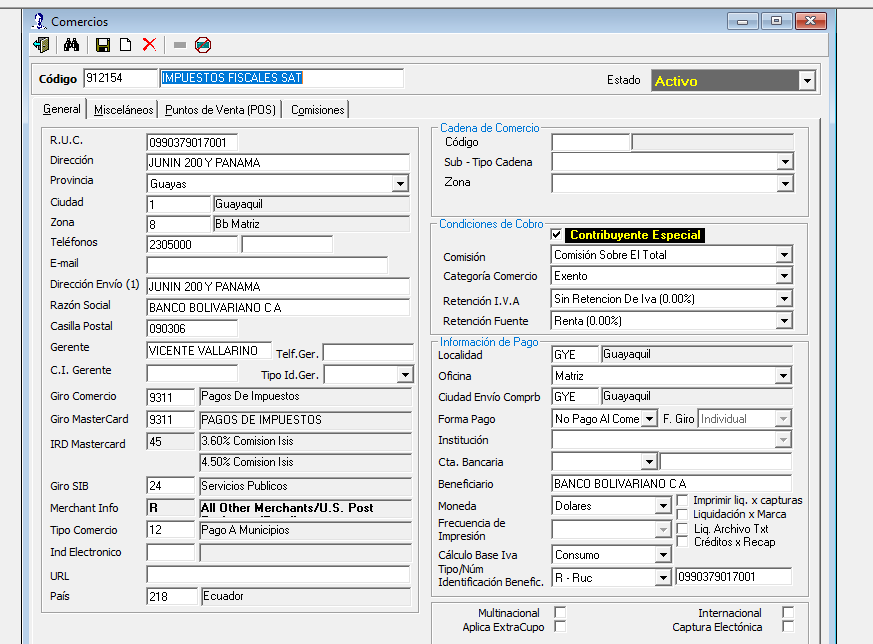 Comercios
Código 912154 IMPUESTOS FISCALES SAT Estado Activo
General Misceláneos Puntos de Venta (POS) Comisiones
R.U.C. 0990379017001
Dirección JUNIN 200 Y PANAMA
Provincia Guayas
Ciudad 1 Guayaquil
Zona 8 Bb Matriz
Teléfonos 2305000
E-mail
Dirección Envío (1) JUNIN 200 Y PANAMA
Razón Social BANCO BOLIVARIANO C A
Casilla Postal 090306
Gerente VICENTE VALLARINO Telf.Ger.
C.I. Gerente Tipo Id.Ger.
Giro Comercio 9311 Pagos De Impuestos
Giro MasterCard 9311 PAGOS DE IMPUESTOS
IRD Mastercard 45 3.60% Comision Isis
4.50% Comision Isis
Giro SIB 24 Servicios Publicos
Merchant Info R All Other Merchants/U.S. Post
Tipo Comercio 12 Pago A Municipios
Ind Electronico
URL
País 218 Ecuador
Cadena de Comercio
Código
Sub - Tipo Cadena
Zona
Condiciones de Cobro
Contribuyente Especial
Comisión Comisión Sobre El Total
Categoría Comercio Exento
Retención I.V.A Sin Retencion De Iva (0.00%)
Retención Fuente Renta (0.00%)
Información de Pago
Localidad GYE Guayaquil
Oficina Matriz
Ciudad Envío Comprb GYE Guayaquil
Forma Pago No Pago Al Come F. Giro Individual
Institución
Cta. Bancaria
Beneficiario BANCO BOLIVARIANO C A
Moneda Dolares
Imprimir liq. x capturas
Liquidación x Marca
Frecuencia de
Impresión
Liq. Archivo Txt
Créditos x Recap
Cálculo Base Iva Consumo
Tipo/Núm
Identificación Benefic. R - Ruc 0990379017001
Multinacional Internacional
Aplica ExtraCupo Captura Electónica